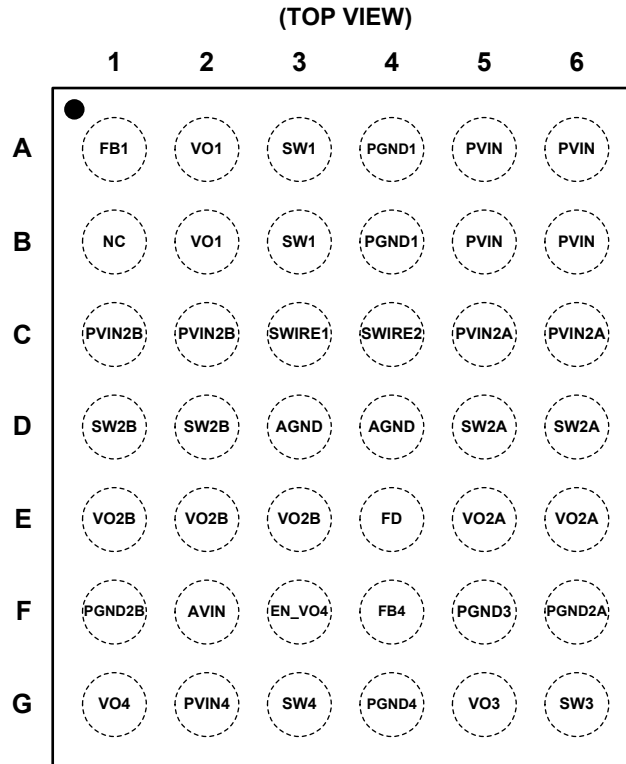 (TOP VIEW)
1 2 3 4 5 6
A FB1 VO1 SW1 PGND1 PVIN PVIN
B NC VO1 SW1 PGND1 PVIN PVIN
C PVIN2B PVIN2B SWIRE1 SWIRE2 PVIN2A PVIN2A
D SW2B SW2B AGND AGND SW2A SW2A
E VO2B VO2B VO2B FD VO2A VO2A
F PGND2B AVIN EN_VO4 FB4 PGND3 PGND2A
G VO4 PVIN4 SW4 PGND4 VO3 SW3